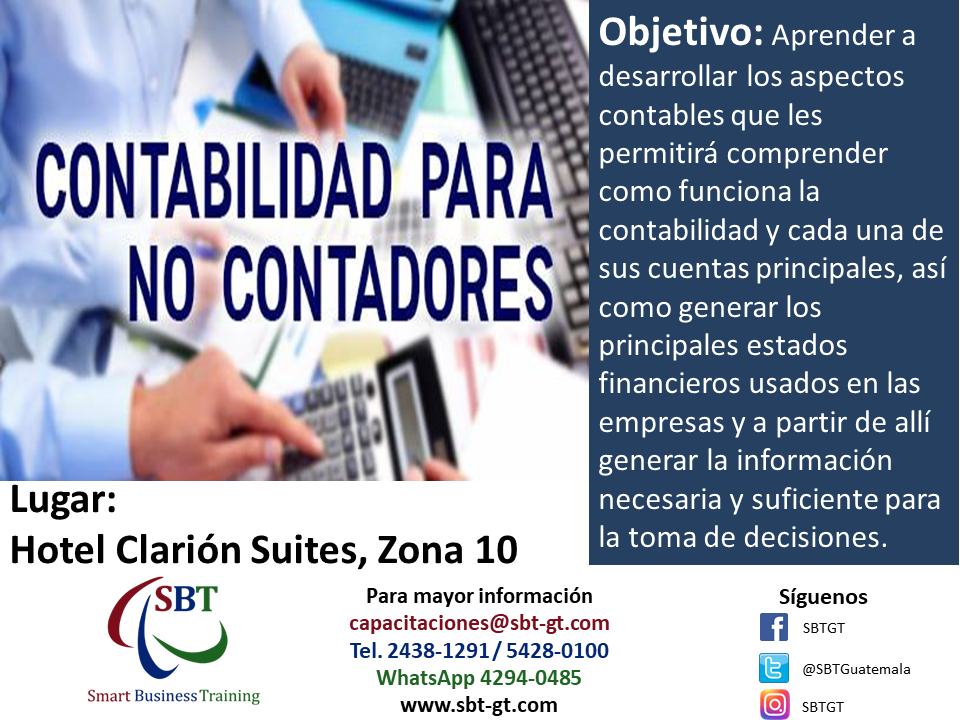 CONTABILIDAD PARA
NO CONTADORES
Objetivo: Aprender a
desarrollar los aspectos
contables que les
permitirá comprender
como funciona la
contabilidad y cada una de
sus cuentas principales, así
como generar los
principales estados
financieros usados en las
empresas y a partir de allí
generar la información
necesaria y suficiente para
la toma de decisiones.
Lugar:
Hotel Clarión Suites, Zona 10
SBT
Smart Business Training
Para mayor información
capacitaciones@sbt-gt.com
Tel. 2438-1291/ 5428-0100
WhatsApp 4294-0485
www.sbt-gt.com
Síguenos
SBTGT
@SBTGuatemala
SBTGT